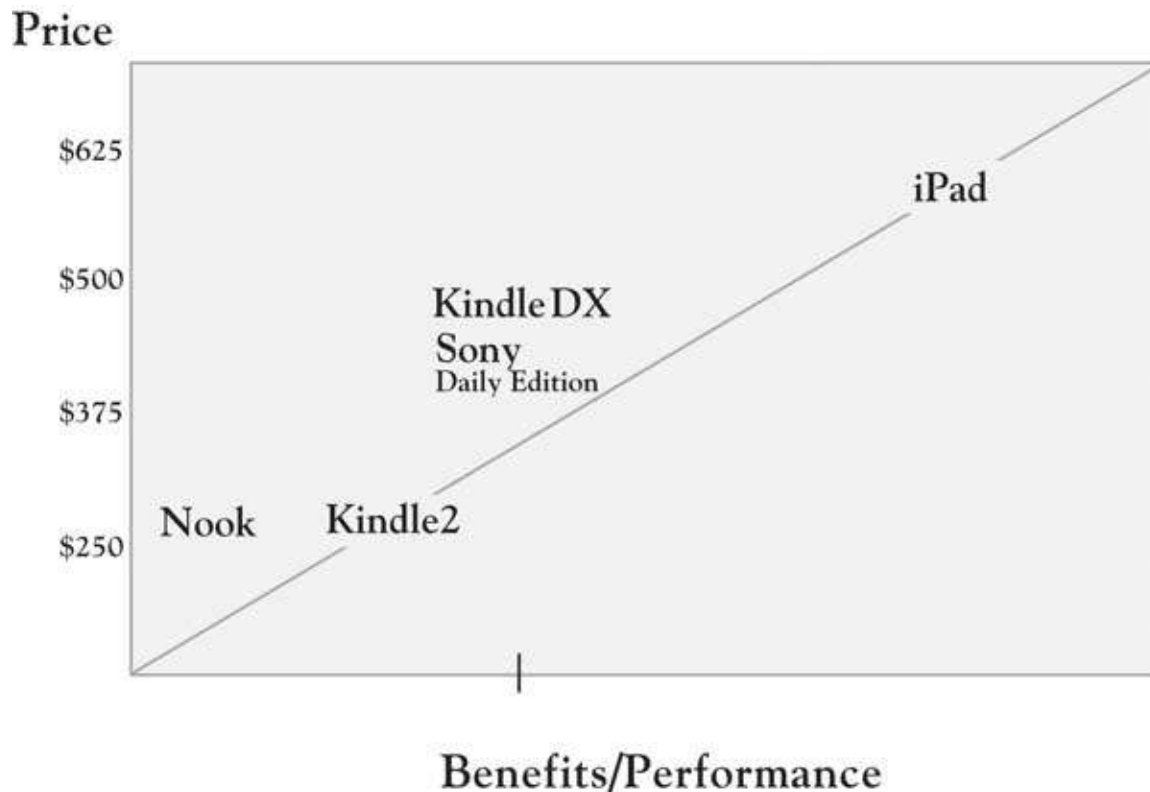 Price
$625
iPad
$500
Kindle DX
Sony
Daily Edition
$375
Nook
Kindle2
$250
Benefits/Performance